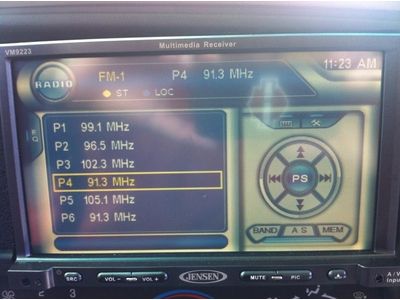 VM9223 Multimedia Receiver
11:23 AM
RADIO FM-1 P4 91.3 MHz
ST LOC
EQ
P1 99.1 MHz
P2 96.5 MHz
P3 102.3 MHz
P4 91.3 MHz
P5 105.1 MHz
P6 91.3 MHz
PS
BAND A S MEM
SRC VOL - VOL + JENSEN MUTE PIC A/V
Input
3